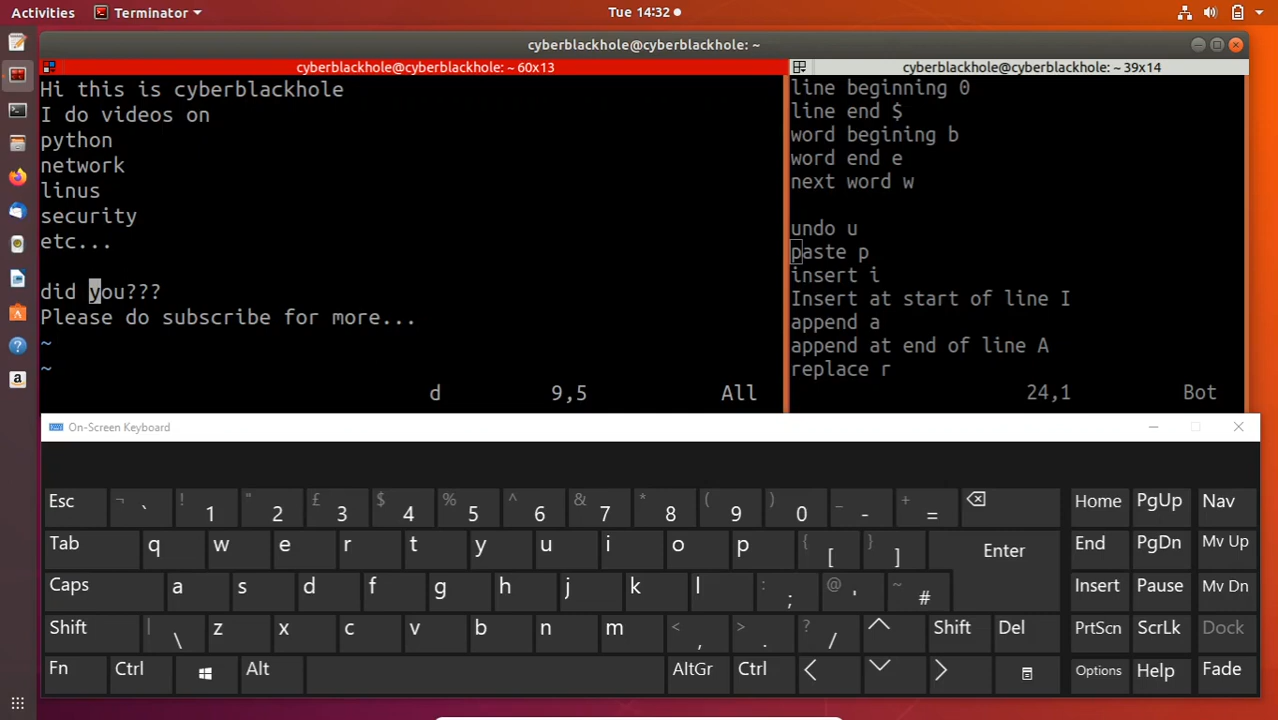 Activities Terminator Tue 14:32
cyberblackhole@cyberblackhole: ~
cyberblackhole@cyberblackhole: ~ 60x13
Hi this is cyberblackhole
I do videos on
python
network
linus
security
etc...
did you???
Please do subscribe for more...
~
~
d 9,5 All
cyberblackhole@cyberblackhole: ~ 39x14
line beginning 0
line end $
word begining b
word end e
next word w
undo u
paste p
insert i
Insert at start of line I
append a
append at end of line A
replace r
24,1 Bot
On-Screen Keyboard
Esc ¬ ` ! 1 " 2 £ 3 $ 4 % 5 ^ 6 & 7 * 8 ( 9 ) 0 _ - + = Home PgUp Nav
Tab q w e r t y u i o p { [ } ] Enter End PgDn Mv Up
Caps a s d f g h j k l : ; @ ' ~ # Insert Pause Mv Dn
Shift | \ z x c v b n m < , > . ? / Shift Del PrtScn ScrLk Dock
Fn Ctrl Alt AltGr Ctrl Options Help Fade